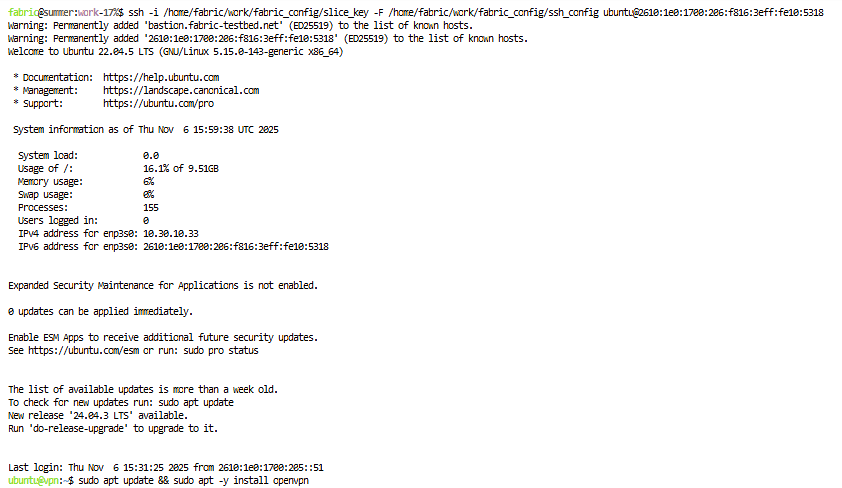 fabric@summer:work-17%$ ssh -i /home/fabric/work/fabric_config/slice_key -F /home/fabric/work/fabric_config/ssh_config ubuntu@2610:1e0:1700:206:f816:3eff:fe10:5318
Warning: Permanently added 'bastion.fabric-testbed.net' (ED25519) to the list of known hosts.
Warning: Permanently added '2610:1e0:1700:206:f816:3eff:fe10:5318' (ED25519) to the list of known hosts.
Welcome to Ubuntu 22.04.5 LTS (GNU/Linux 5.15.0-143-generic x86_64)
* Documentation:  https://help.ubuntu.com
* Management:     https://landscape.canonical.com
* Support:        https://ubuntu.com/pro
System information as of Thu Nov  6 15:59:38 UTC 2025
System load:             0.0
Usage of /:              16.1% of 9.51GB
Memory usage:            6%
Swap usage:              0%
Processes:               155
Users logged in:         0
IPv4 address for enp3s0: 10.30.10.33
IPv6 address for enp3s0: 2610:1e0:1700:206:f816:3eff:fe10:5318
Expanded Security Maintenance for Applications is not enabled.
0 updates can be applied immediately.
Enable ESM Apps to receive additional future security updates.
See https://ubuntu.com/esm or run: sudo pro status
The list of available updates is more than a week old.
To check for new updates run: sudo apt update
New release '24.04.3 LTS' available.
Run 'do-release-upgrade' to upgrade to it.
Last login: Thu Nov  6 15:31:25 2025 from 2610:1e0:1700:205::51
ubuntu@vpn:~$ sudo apt update && sudo apt -y install openvpn